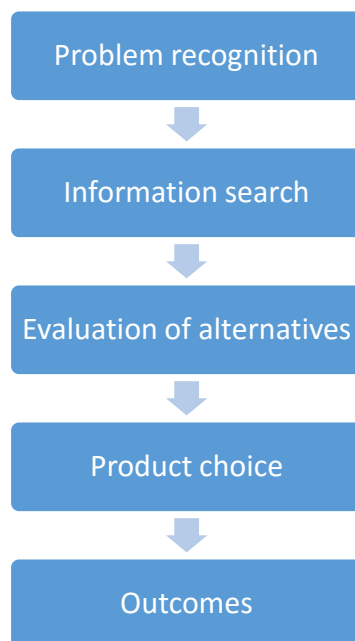 Problem recognition
Information search
Evaluation of alternatives
Product choice
Outcomes